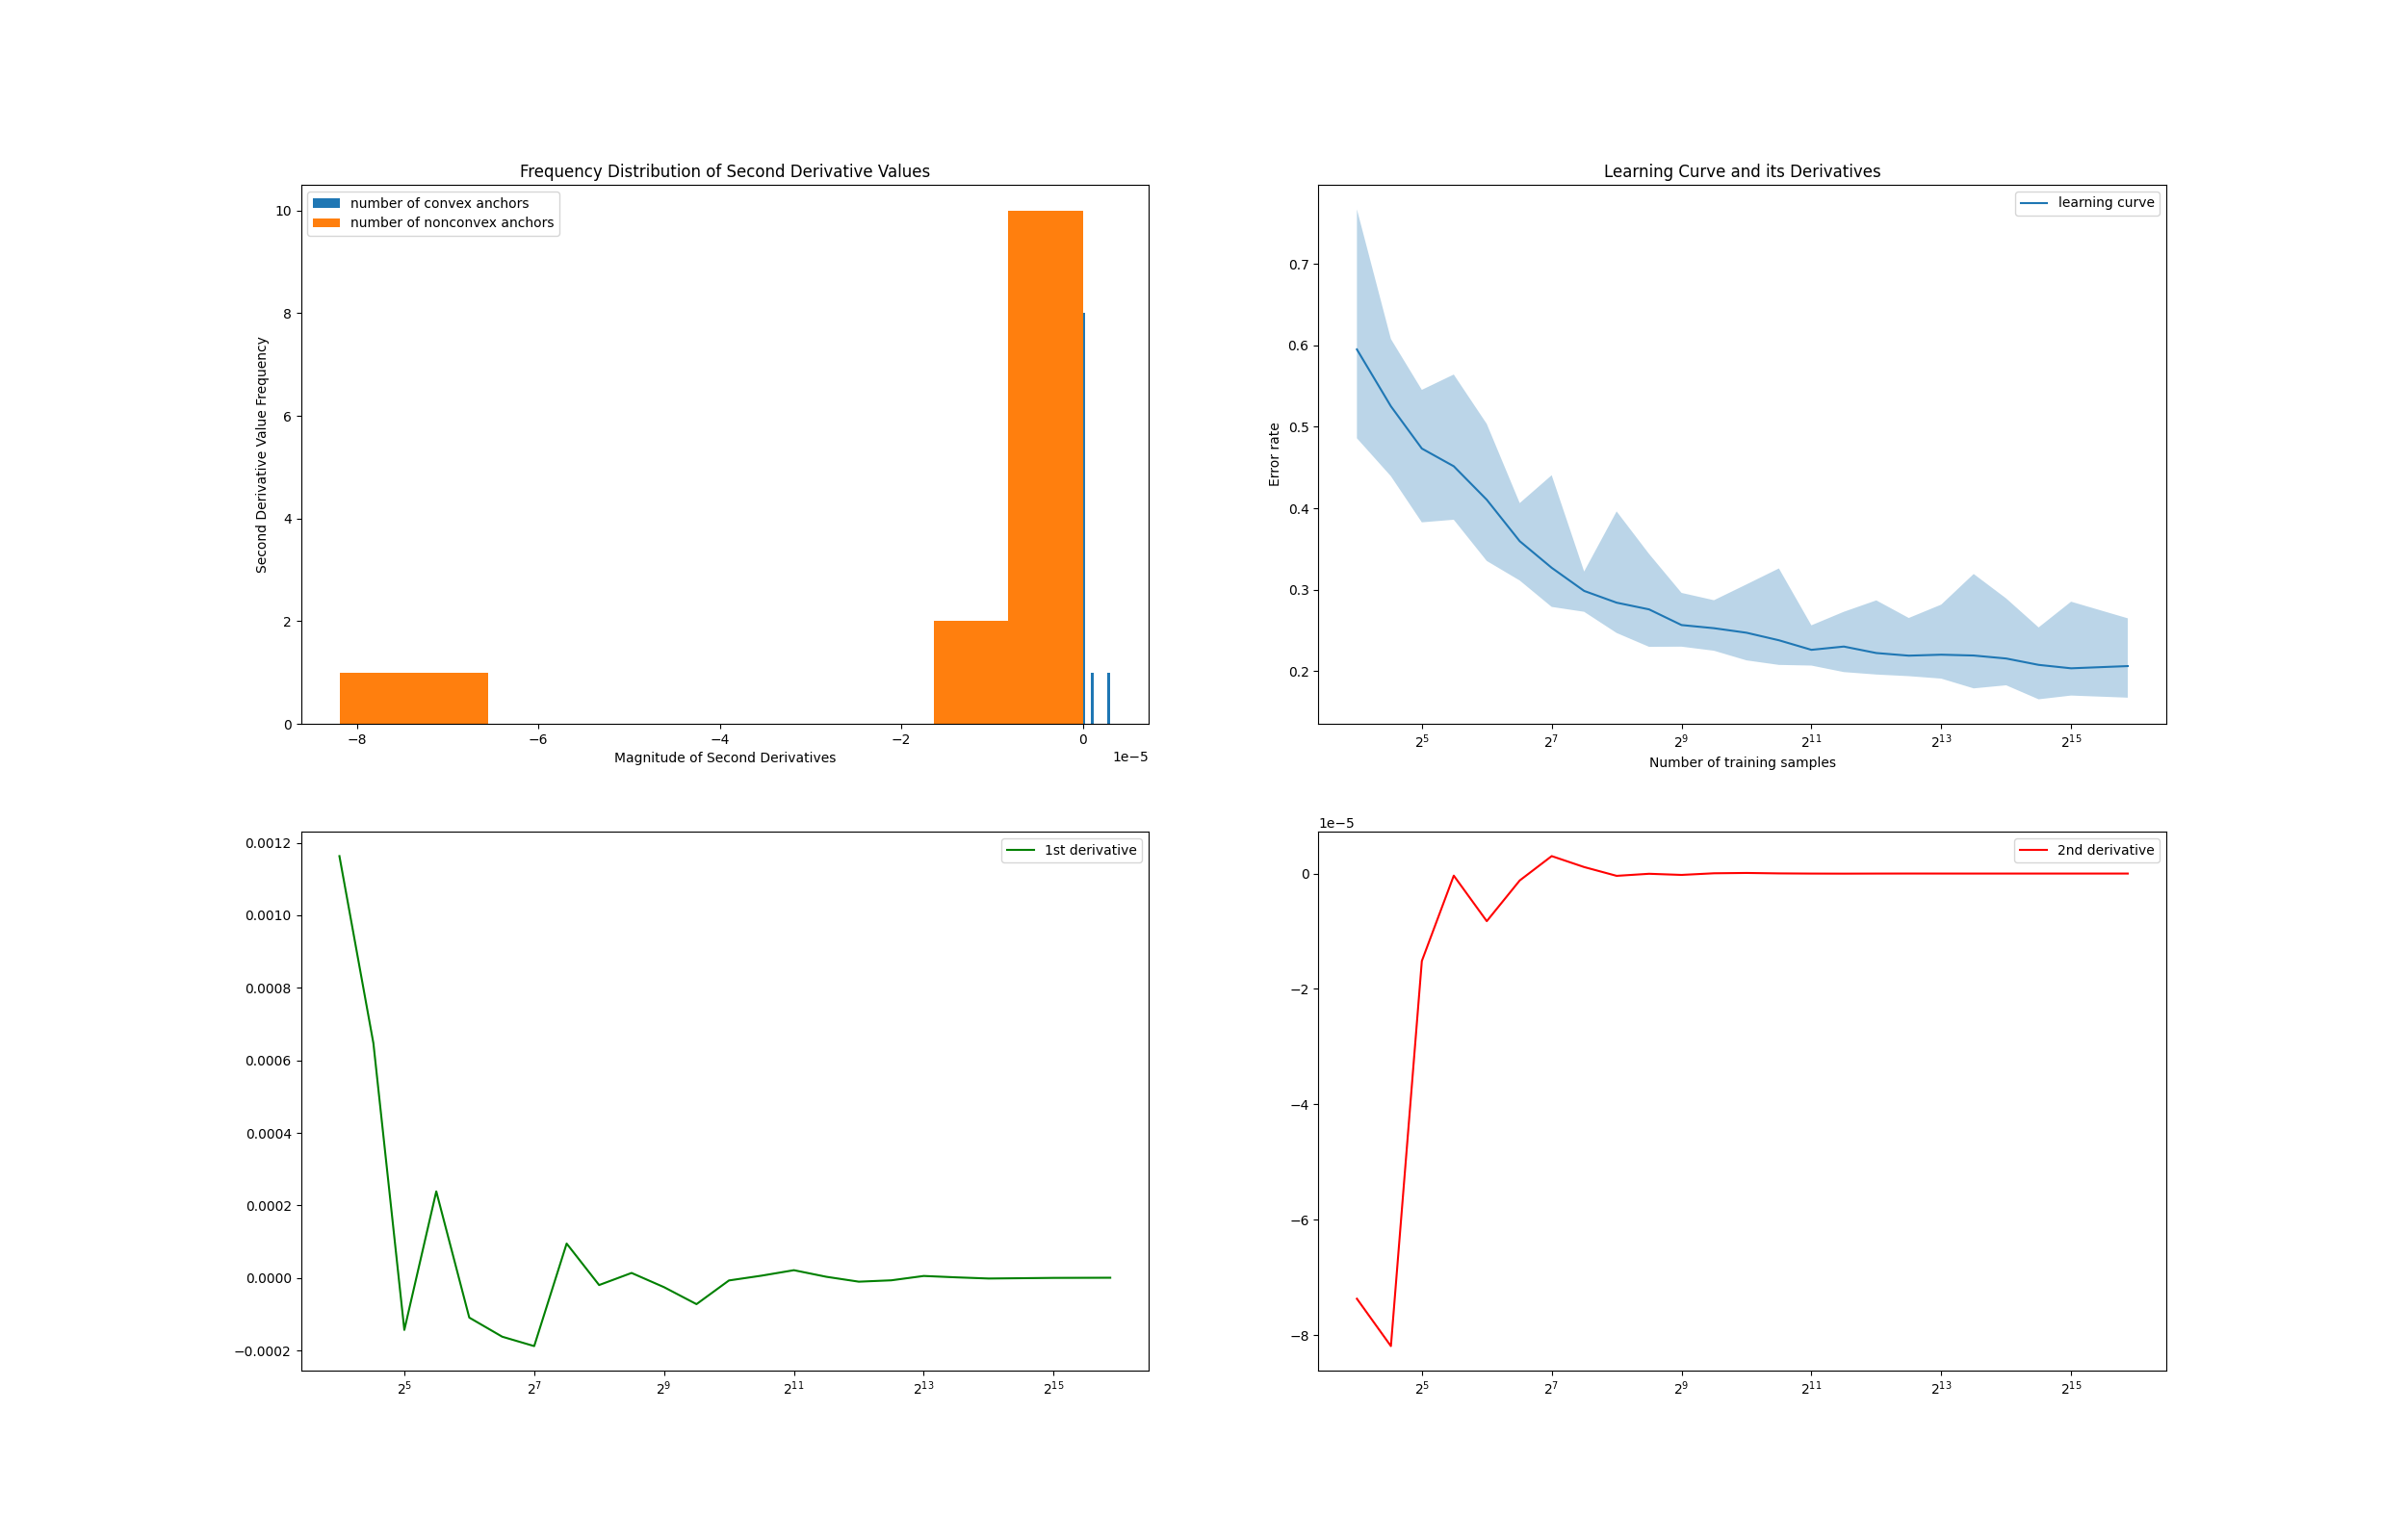 Frequency Distribution of Second Derivative Values
number of convex anchors
number of nonconvex anchors
10
8
6
4
2
0
Second Derivative Value Frequency
−8 −6 −4 −2 0
1e−5
Magnitude of Second Derivatives
Learning Curve and its Derivatives
learning curve
0.7
0.6
0.5
0.4
0.3
0.2
Error rate
2^5 2^7 2^9 2^11 2^13 2^15
Number of training samples
1st derivative
0.0012
0.0010
0.0008
0.0006
0.0004
0.0002
0.0000
−0.0002
2^5 2^7 2^9 2^11 2^13 2^15
1e−5
2nd derivative
0
−2
−4
−6
−8
2^5 2^7 2^9 2^11 2^13 2^15